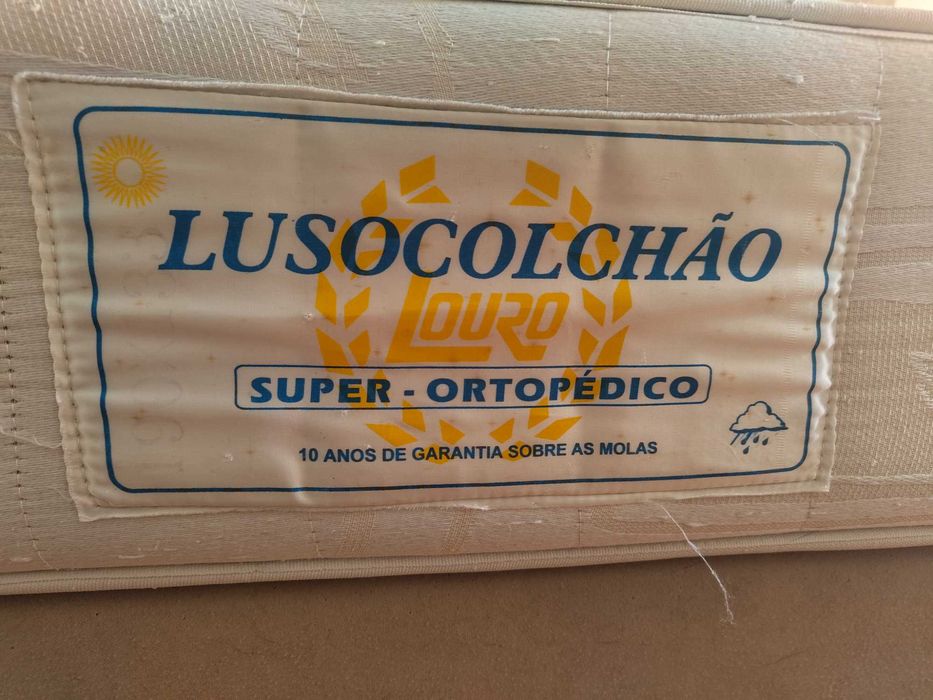 LUSOCOLCHÃO
LOURO
SUPER - ORTOPÉDICO
10 ANOS DE GARANTIA SOBRE AS MOLAS